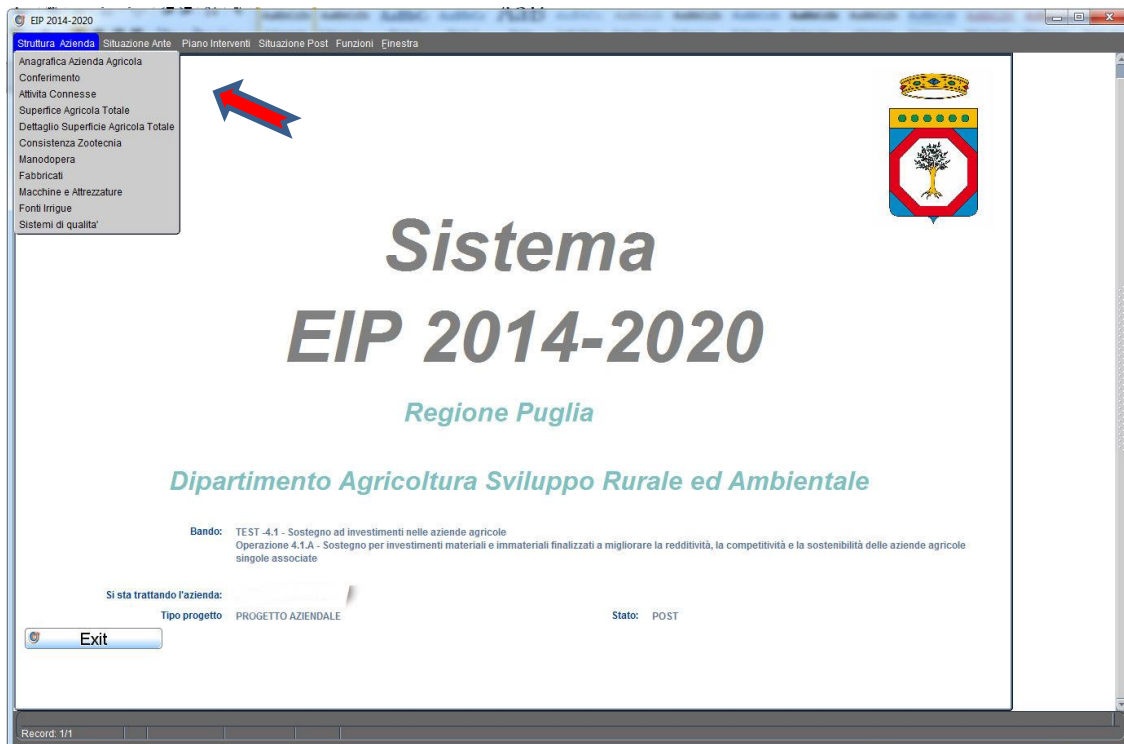 EIP 2014-2020
Struttura Azienda Situazione Ante Piano Interventi Situazione Post Funzioni Finestra
Anagrafica Azienda Agricola
Conferimento
Attivita Connesse
Superfice Agricola Totale
Dettaglio Superficie Agricola Totale
Consistenza Zootecnia
Manodopera
Fabbricati
Macchine e Attrezzature
Fonti Irrigue
Sistemi di qualita'
Sistema
EIP 2014-2020
Regione Puglia
Dipartimento Agricoltura Sviluppo Rurale ed Ambientale
Bando: TEST -4.1 - Sostegno ad investimenti nelle aziende agricole
Operazione 4.1.A - Sostegno per investimenti materiali e immateriali finalizzati a migliorare la redditività, la competitività e la sostenibilità delle aziende agricole
singole associate
Si sta trattando l'azienda:
Tipo progetto PROGETTO AZIENDALE Stato: POST
Exit
Record: 1/1